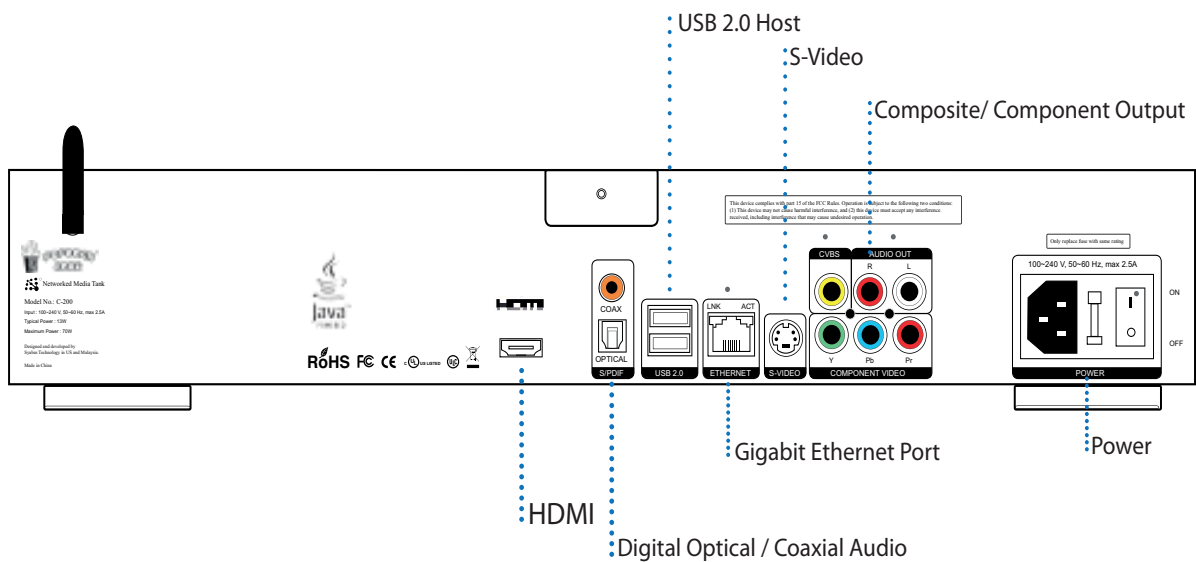 USB 2.0 Host
S-Video
Composite/ Component Output
This device complies with part 15 of the FCC Rules. Operation is subject to the following two conditions:
(1) This device may not cause harmful interference, and (2) this device must accept any interference
received, including interference that may cause undesired operation.
Only replace fuse with same rating
Networked Media Tank
Model No.: C-200
Input : 100~240 V, 50~60 Hz, max 2.5A
Typical Power : 13W
Maximum Power : 70W
Designed and developed by
Syabas Technology in US and Malaysia
Made in China
Java
RoHS FC CE c UL US LISTED
HDMI
COAX
OPTICAL
S/PDIF
USB 2.0
LNK ACT
ETHERNET
S-VIDEO
CVBS
AUDIO OUT
R L
Y Pb Pr
COMPONENT VIDEO
100~240 V, 50~60 Hz, max 2.5A
ON
OFF
POWER
Gigabit Ethernet Port
Power
HDMI
Digital Optical / Coaxial Audio